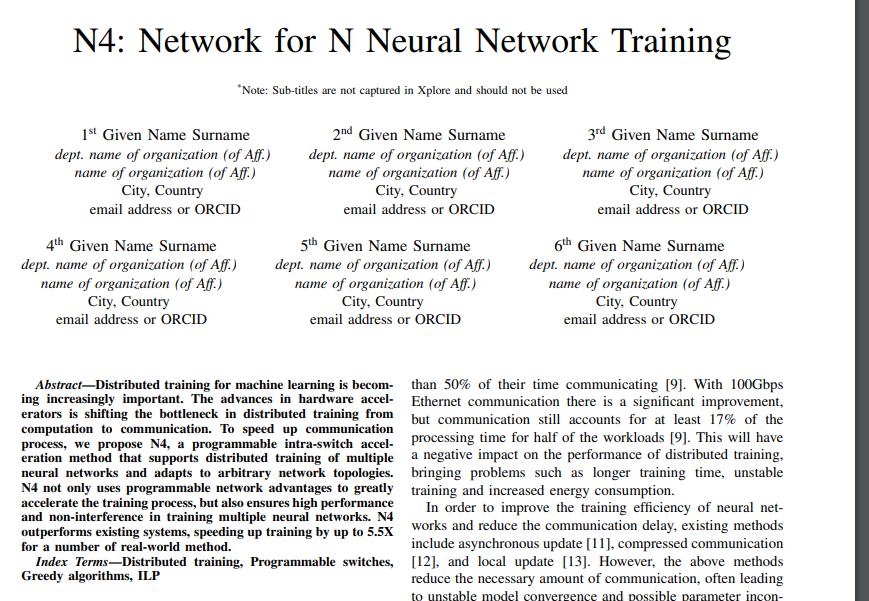 N4: Network for N Neural Network Training
*Note: Sub-titles are not captured in Xplore and should not be used
1st Given Name Surname
dept. name of organization (of Aff.)
name of organization (of Aff.)
City, Country
email address or ORCID
2nd Given Name Surname
dept. name of organization (of Aff.)
name of organization (of Aff.)
City, Country
email address or ORCID
3rd Given Name Surname
dept. name of organization (of Aff.)
name of organization (of Aff.)
City, Country
email address or ORCID
4th Given Name Surname
dept. name of organization (of Aff.)
name of organization (of Aff.)
City, Country
email address or ORCID
5th Given Name Surname
dept. name of organization (of Aff.)
name of organization (of Aff.)
City, Country
email address or ORCID
6th Given Name Surname
dept. name of organization (of Aff.)
name of organization (of Aff.)
City, Country
email address or ORCID
Abstract—Distributed training for machine learning is becom-
ing increasingly important. The advances in hardware accel-
erators is shifting the bottleneck in distributed training from
computation to communication. To speed up communication
process, we propose N4, a programmable intra-switch accel-
eration method that supports distributed training of multiple
neural networks and adapts to arbitrary network topologies.
N4 not only uses programmable network advantages to greatly
accelerate the training process, but also ensures high performance
and non-interference in training multiple neural networks. N4
outperforms existing systems, speeding up training by up to 5.5X
for a number of real-world method.
Index Terms—Distributed training, Programmable switches,
Greedy algorithms, ILP
than 50% of their time communicating [9]. With 100Gbps
Ethernet communication there is a significant improvement,
but communication still accounts for at least 17% of the
processing time for half of the workloads [9]. This will have
a negative impact on the performance of distributed training,
bringing problems such as longer training time, unstable
training and increased energy consumption.
In order to improve the training efficiency of neural net-
works and reduce the communication delay, existing methods
include asynchronous update [11], compressed communication
[12], and local update [13]. However, the above methods
reduce the necessary amount of communication, often leading
to unstable model convergence and possible parameter incon-